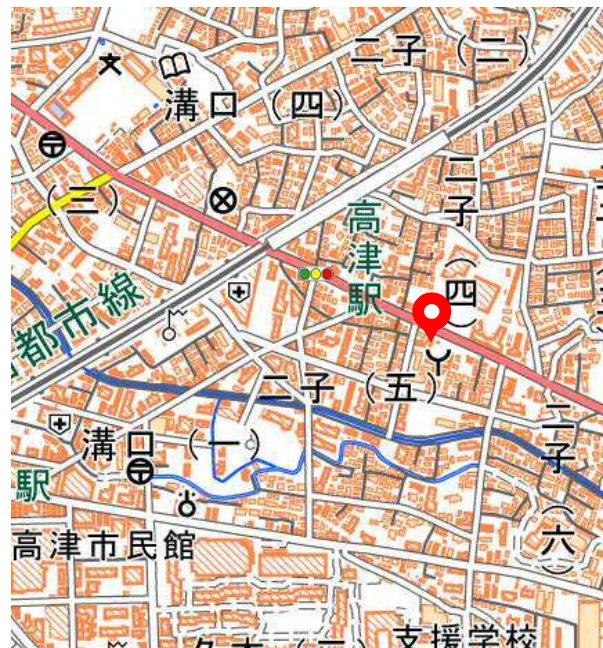 二子（二）
溝口（四）
二子（四）
（三）
高津駅
都市線
二子（五）
溝口（一）
二子（六）
駅
高津市民館
支援学校